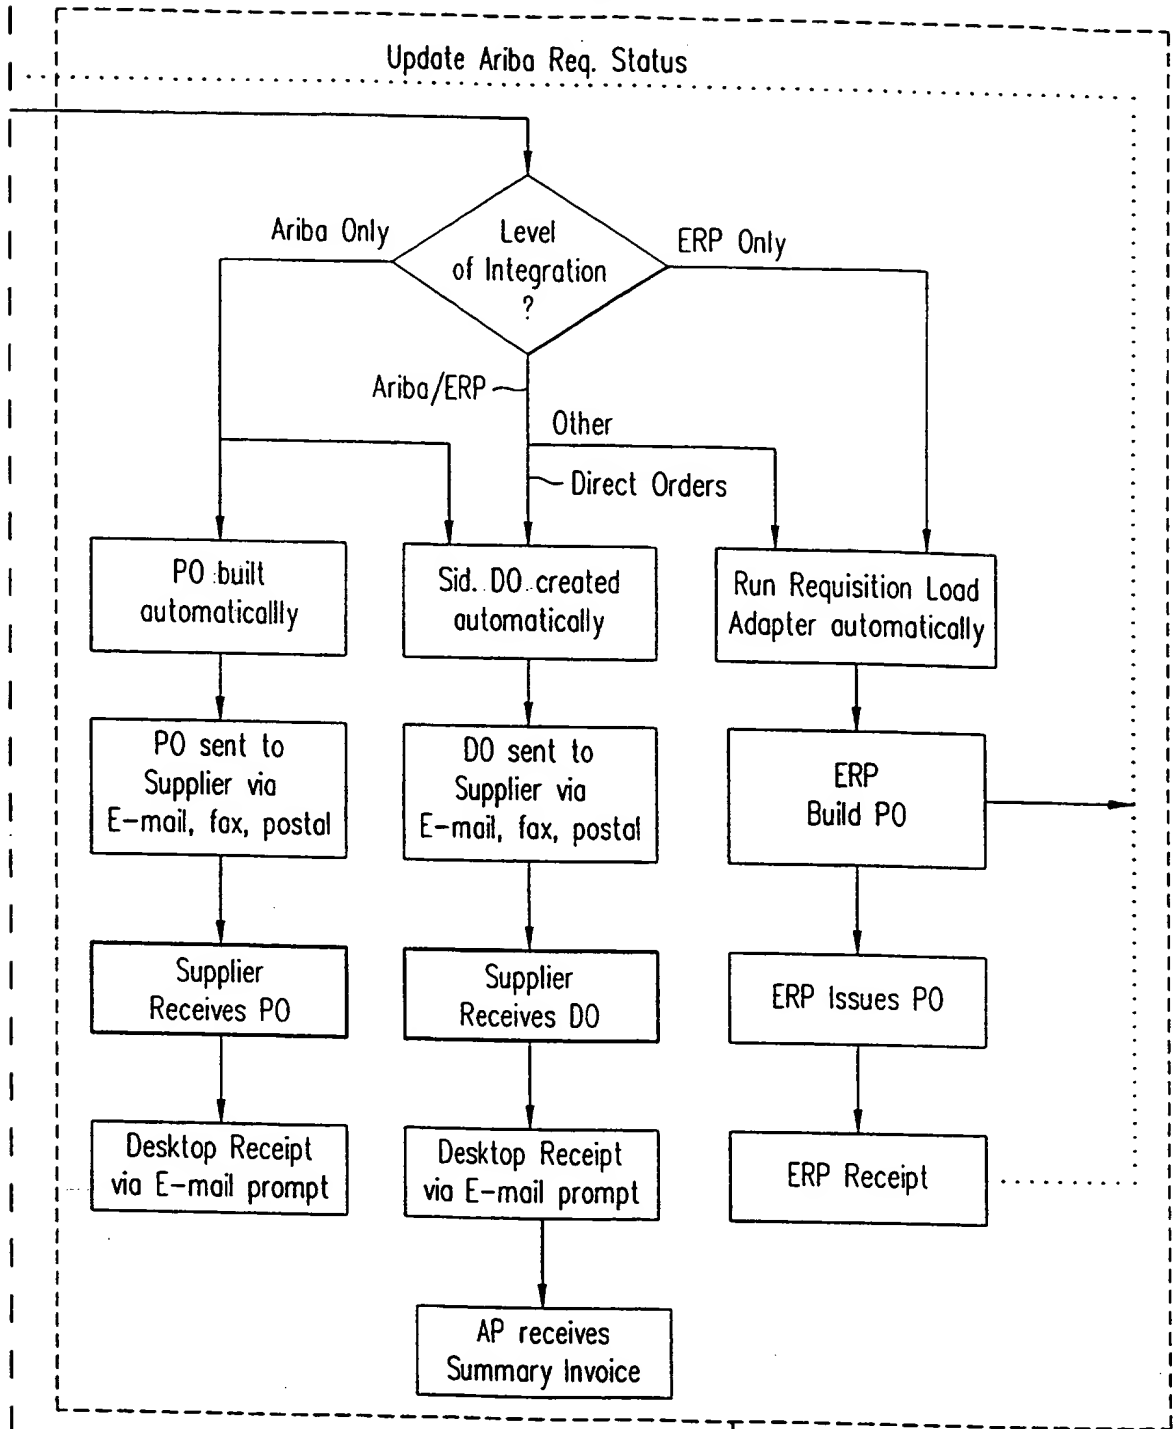 Update Ariba Req. Status
Ariba Only
Level
of Integration
?
ERP Only
Ariba/ERP
Other
Direct Orders
PO built
automaticallly
Sid. DO created
automatically
Run Requisition Load
Adapter automatically
PO sent to
Supplier via
E-mail, fax, postal
DO sent to
Supplier via
E-mail, fax, postal
ERP
Build PO
Supplier
Receives PO
Supplier
Receives DO
ERP Issues PO
Desktop Receipt
via E-mail prompt
Desktop Receipt
via E-mail prompt
ERP Receipt
AP receives
Summary Invoice